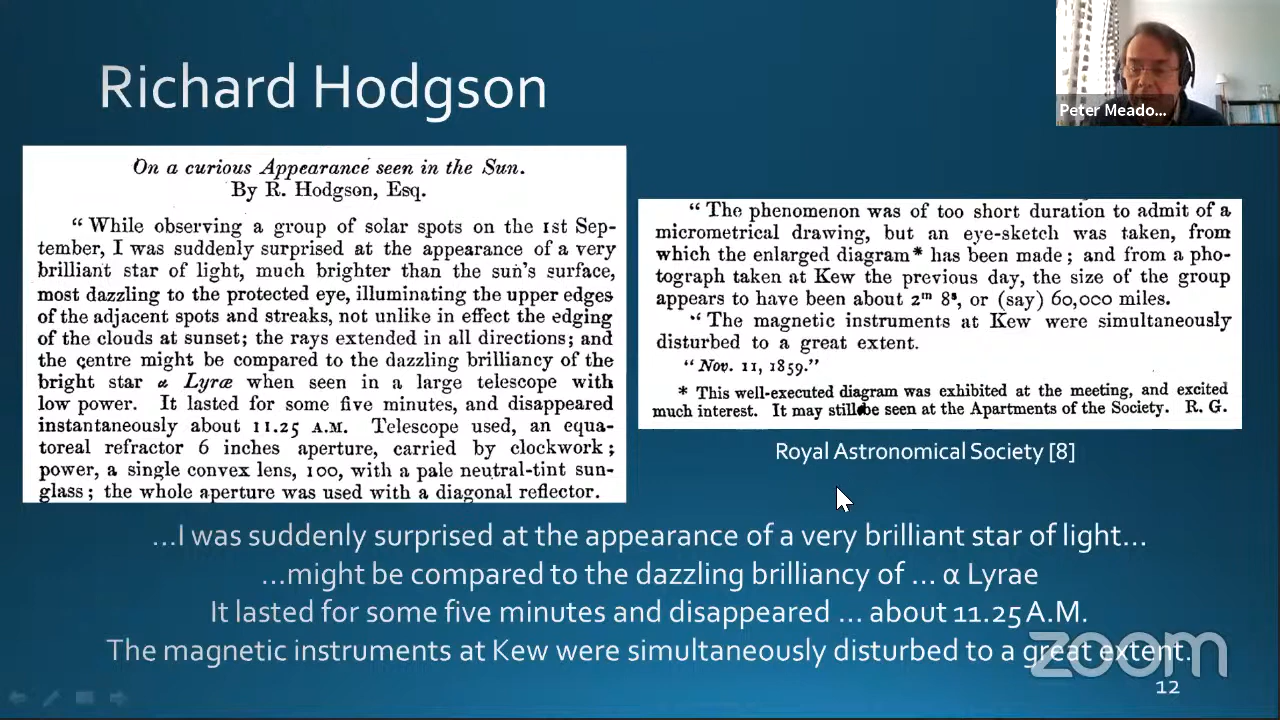 Richard Hodgson
Peter Meado...
On a curious Appearance seen in the Sun.
By R. Hodgson, Esq.
“While observing a group of solar spots on the 1st Sep-
tember, I was suddenly surprised at the appearance of a very
brilliant star of light, much brighter than the sun's surface,
most dazzling to the protected eye, illuminating the upper edges
of the adjacent spots and streaks, not unlike in effect the edging
of the clouds at sunset; the rays extended in all directions; and
the centre might be compared to the dazzling brilliancy of the
bright star α Lyræ when seen in a large telescope with
low power. It lasted for some five minutes, and disappeared
instantaneously about 11.25 A.M. Telescope used, an equa-
toreal refractor 6 inches aperture, carried by clockwork;
power, a single convex lens, 100, with a pale neutral-tint sun-
glass; the whole aperture was used with a diagonal reflector.
“The phenomenon was of too short duration to admit of a
micrometrical drawing, but an eye-sketch was taken, from
which the enlarged diagram* has been made; and from a pho-
tograph taken at Kew the previous day, the size of the group
appears to have been about 2ᵐ 8ˢ, or (say) 60,000 miles.
“The magnetic instruments at Kew were simultaneously
disturbed to a great extent.
“Nov. 11, 1859.”
* This well-executed diagram was exhibited at the meeting, and excited
much interest. It may still be seen at the Apartments of the Society. R. G.
Royal Astronomical Society [8]
...I was suddenly surprised at the appearance of a very brilliant star of light...
...might be compared to the dazzling brilliancy of ... α Lyrae
It lasted for some five minutes and disappeared ... about 11.25 A.M.
The magnetic instruments at Kew were simultaneously disturbed to a great extent.
zoom
12